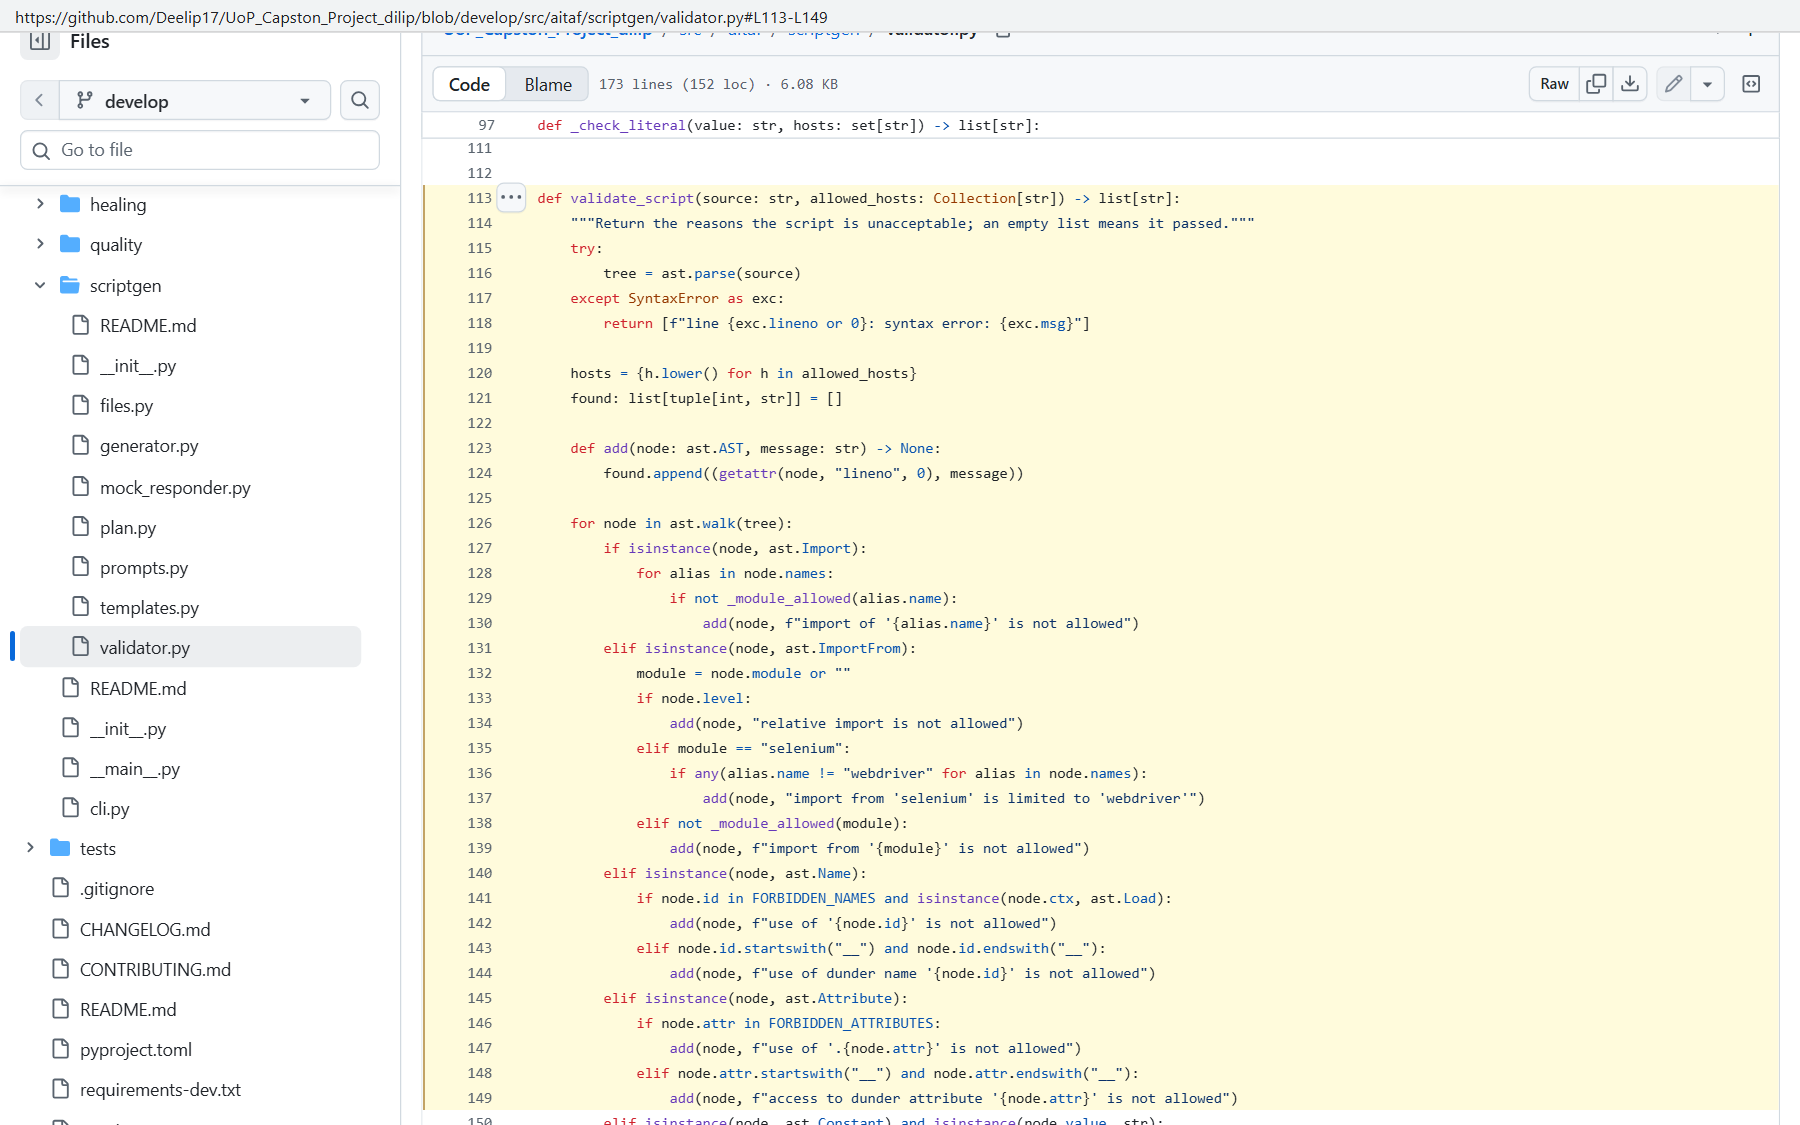 https://github.com/Deelip17/UoP_Capston_Project_dilip/blob/develop/src/aitaf/scriptgen/validator.py#L113-L149
Files
UoP_Capston_Project_dilip / src / aitaf / scriptgen / validator.py
develop
Go to file
healing
quality
scriptgen
README.md
__init__.py
files.py
generator.py
mock_responder.py
plan.py
prompts.py
templates.py
validator.py
README.md
__init__.py
__main__.py
cli.py
tests
.gitignore
CHANGELOG.md
CONTRIBUTING.md
README.md
pyproject.toml
requirements-dev.txt
Code Blame 173 lines (152 loc) · 6.08 KB Raw
97 def _check_literal(value: str, hosts: set[str]) -> list[str]:
111
112
113 def validate_script(source: str, allowed_hosts: Collection[str]) -> list[str]:
114 """Return the reasons the script is unacceptable; an empty list means it passed."""
115 try:
116 tree = ast.parse(source)
117 except SyntaxError as exc:
118 return [f"line {exc.lineno or 0}: syntax error: {exc.msg}"]
119
120 hosts = {h.lower() for h in allowed_hosts}
121 found: list[tuple[int, str]] = []
122
123 def add(node: ast.AST, message: str) -> None:
124 found.append((getattr(node, "lineno", 0), message))
125
126 for node in ast.walk(tree):
127 if isinstance(node, ast.Import):
128 for alias in node.names:
129 if not _module_allowed(alias.name):
130 add(node, f"import of '{alias.name}' is not allowed")
131 elif isinstance(node, ast.ImportFrom):
132 module = node.module or ""
133 if node.level:
134 add(node, "relative import is not allowed")
135 elif module == "selenium":
136 if any(alias.name != "webdriver" for alias in node.names):
137 add(node, "import from 'selenium' is limited to 'webdriver'")
138 elif not _module_allowed(module):
139 add(node, f"import from '{module}' is not allowed")
140 elif isinstance(node, ast.Name):
141 if node.id in FORBIDDEN_NAMES and isinstance(node.ctx, ast.Load):
142 add(node, f"use of '{node.id}' is not allowed")
143 elif node.id.startswith("__") and node.id.endswith("__"):
144 add(node, f"use of dunder name '{node.id}' is not allowed")
145 elif isinstance(node, ast.Attribute):
146 if node.attr in FORBIDDEN_ATTRIBUTES:
147 add(node, f"use of '.{node.attr}' is not allowed")
148 elif node.attr.startswith("__") and node.attr.endswith("__"):
149 add(node, f"access to dunder attribute '{node.attr}' is not allowed")
150 elif isinstance(node, ast.Constant) and isinstance(node.value, str):